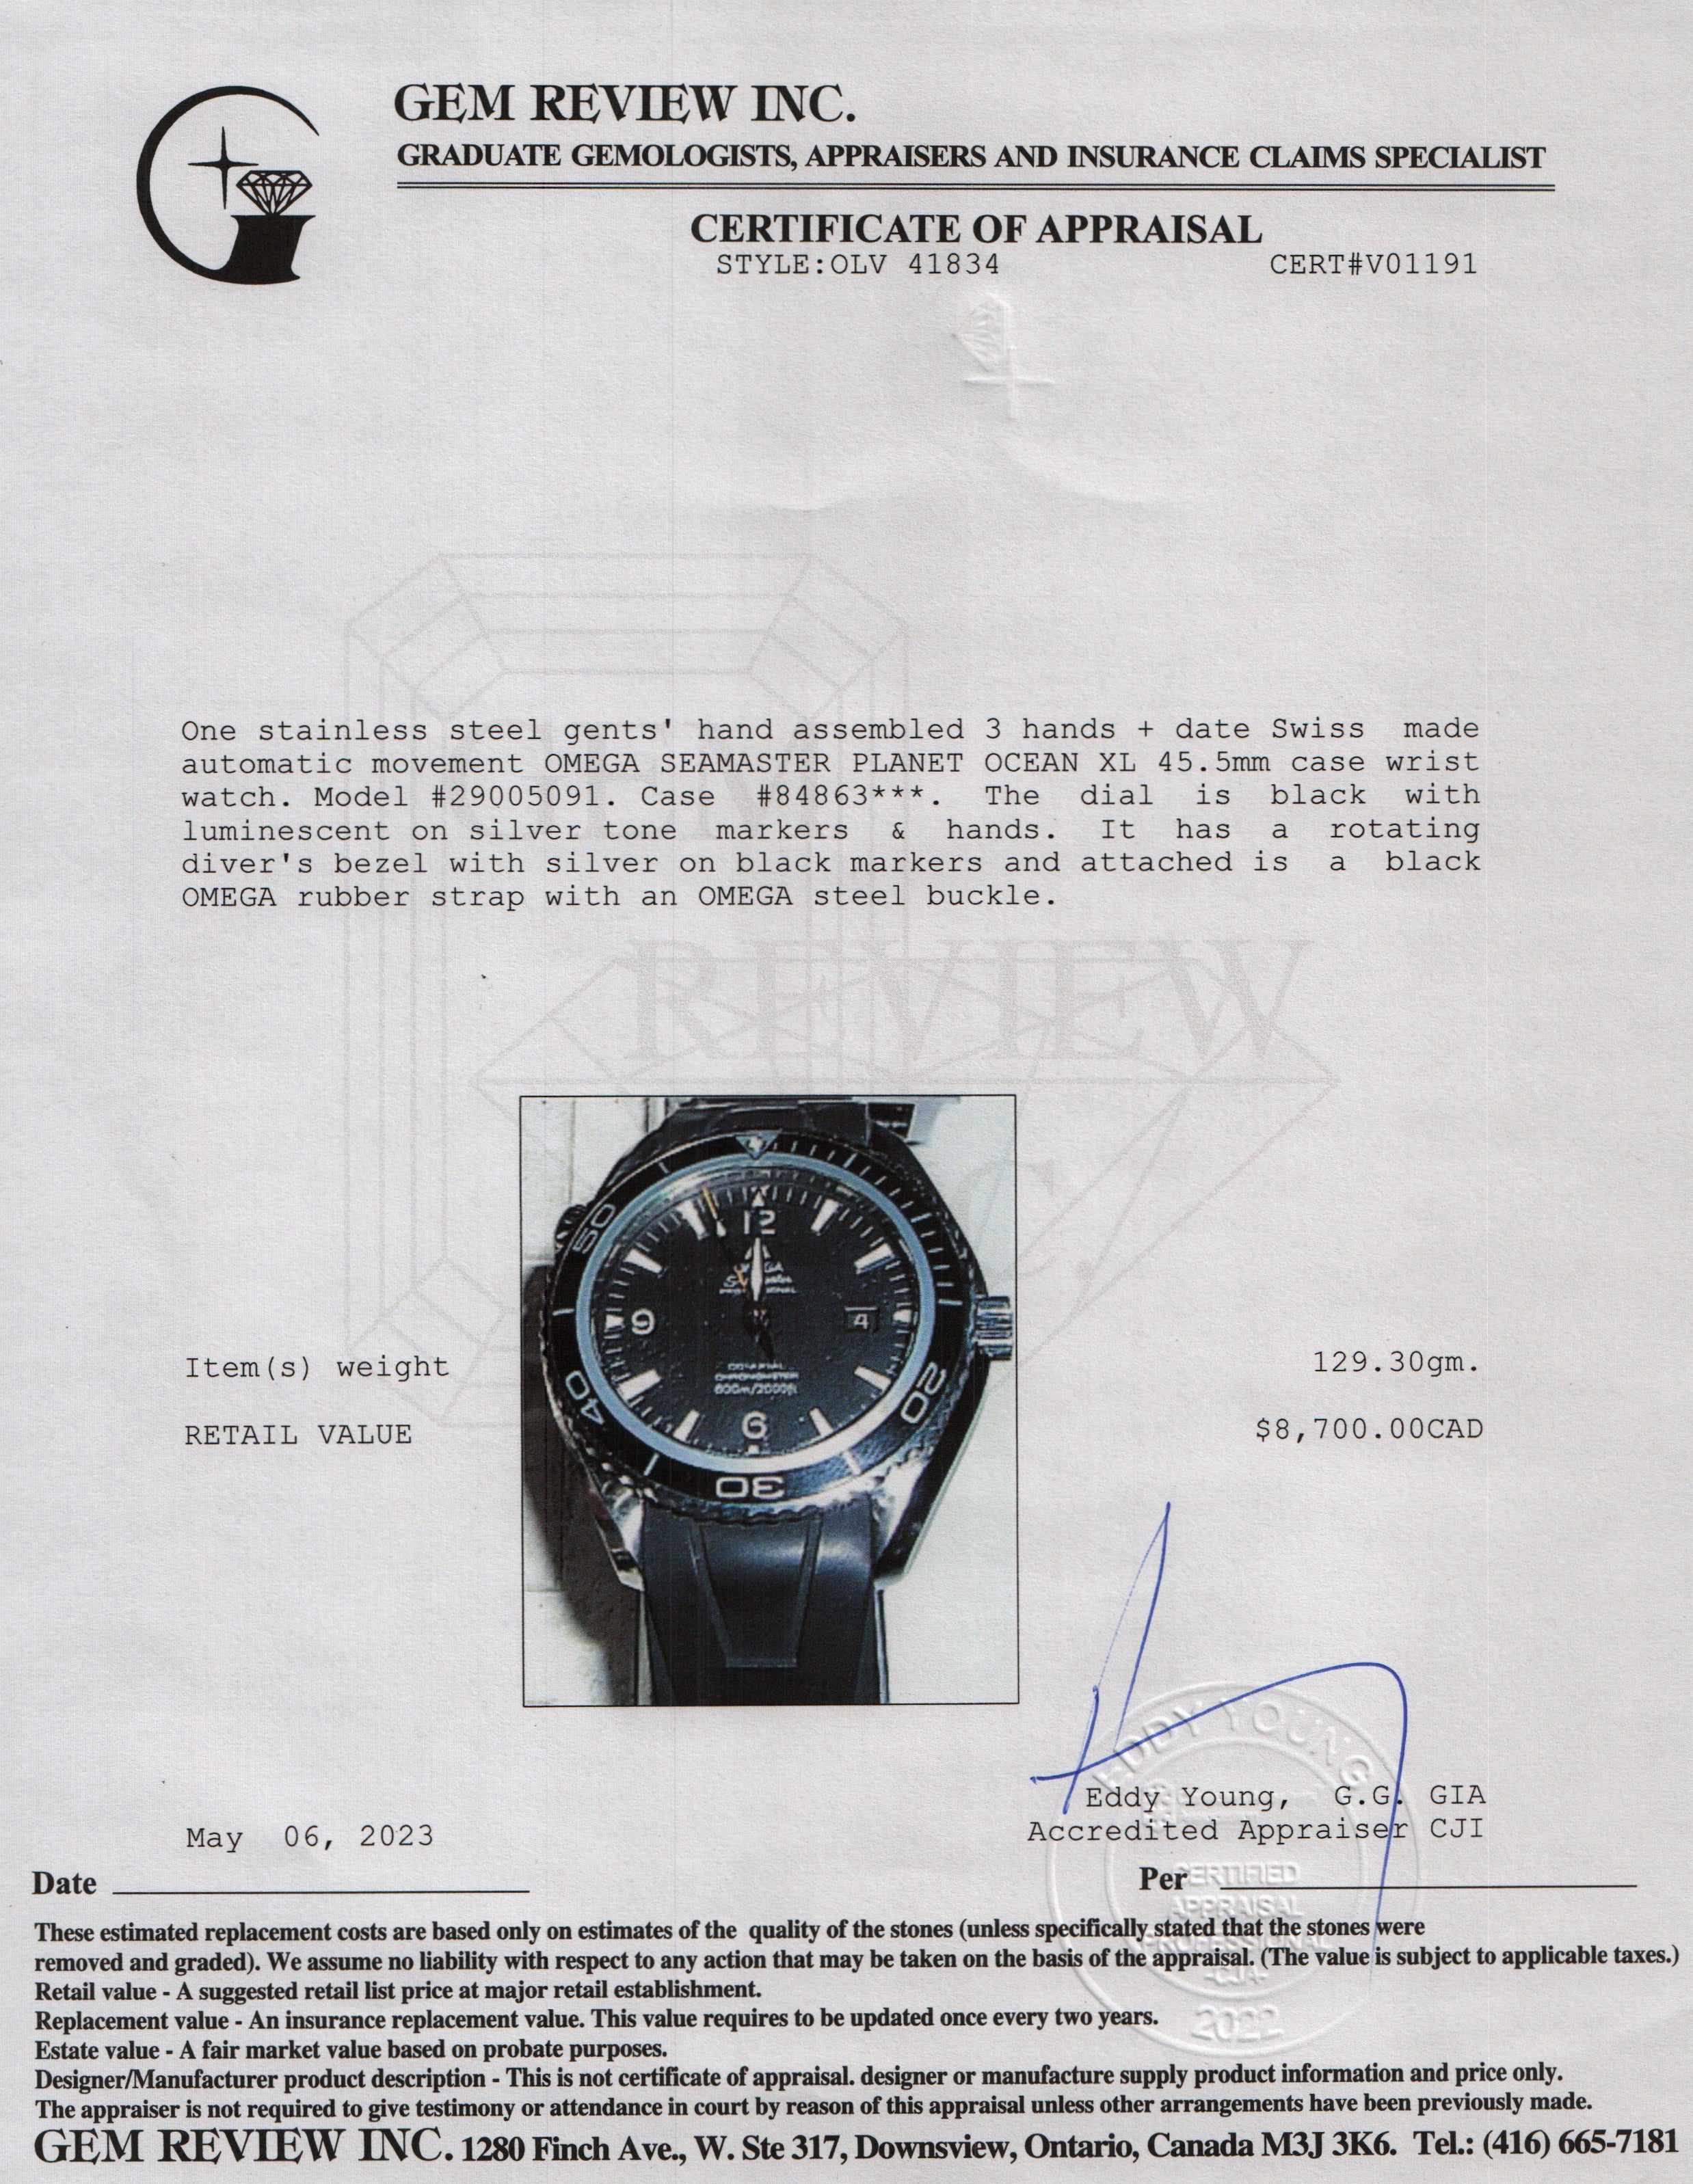 GEM REVIEW INC.
GRADUATE GEMOLOGISTS, APPRAISERS AND INSURANCE CLAIMS SPECIALIST
CERTIFICATE OF APPRAISAL
STYLE:OLV 41834 CERT#V01191
One stainless steel gents' hand assembled 3 hands + date Swiss made
automatic movement OMEGA SEAMASTER PLANET OCEAN XL 45.5mm case wrist
watch. Model #29005091. Case #84863***. The dial is black with
luminescent on silver tone markers & hands. It has a rotating
diver's bezel with silver on black markers and attached is a black
OMEGA rubber strap with an OMEGA steel buckle.
REVIEW
50
12
9
4
40
20
600m/2000ft
6
30
Item(s) weight 129.30gm.
RETAIL VALUE $8,700.00CAD
EDDY YOUNG
Eddy Young, G.G. GIA
May 06, 2023 Accredited Appraiser CJI
Date Per
CERTIFIED
APPRAISAL
PROFESSIONAL
-CJA-
2022
These estimated replacement costs are based only on estimates of the quality of the stones (unless specifically stated that the stones were
removed and graded). We assume no liability with respect to any action that may be taken on the basis of the appraisal. (The value is subject to applicable taxes.)
Retail value - A suggested retail list price at major retail establishment.
Replacement value - An insurance replacement value. This value requires to be updated once every two years.
Estate value - A fair market value based on probate purposes.
Designer/Manufacturer product description - This is not certificate of appraisal. designer or manufacture supply product information and price only.
The appraiser is not required to give testimony or attendance in court by reason of this appraisal unless other arrangements have been previously made.
GEM REVIEW INC. 1280 Finch Ave., W. Ste 317, Downsview, Ontario, Canada M3J 3K6. Tel.: (416) 665-7181